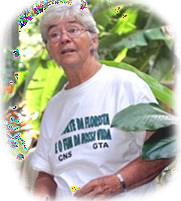 DA FLORESTA
É O FIM DA NOSSA VIDA
CNS GTA